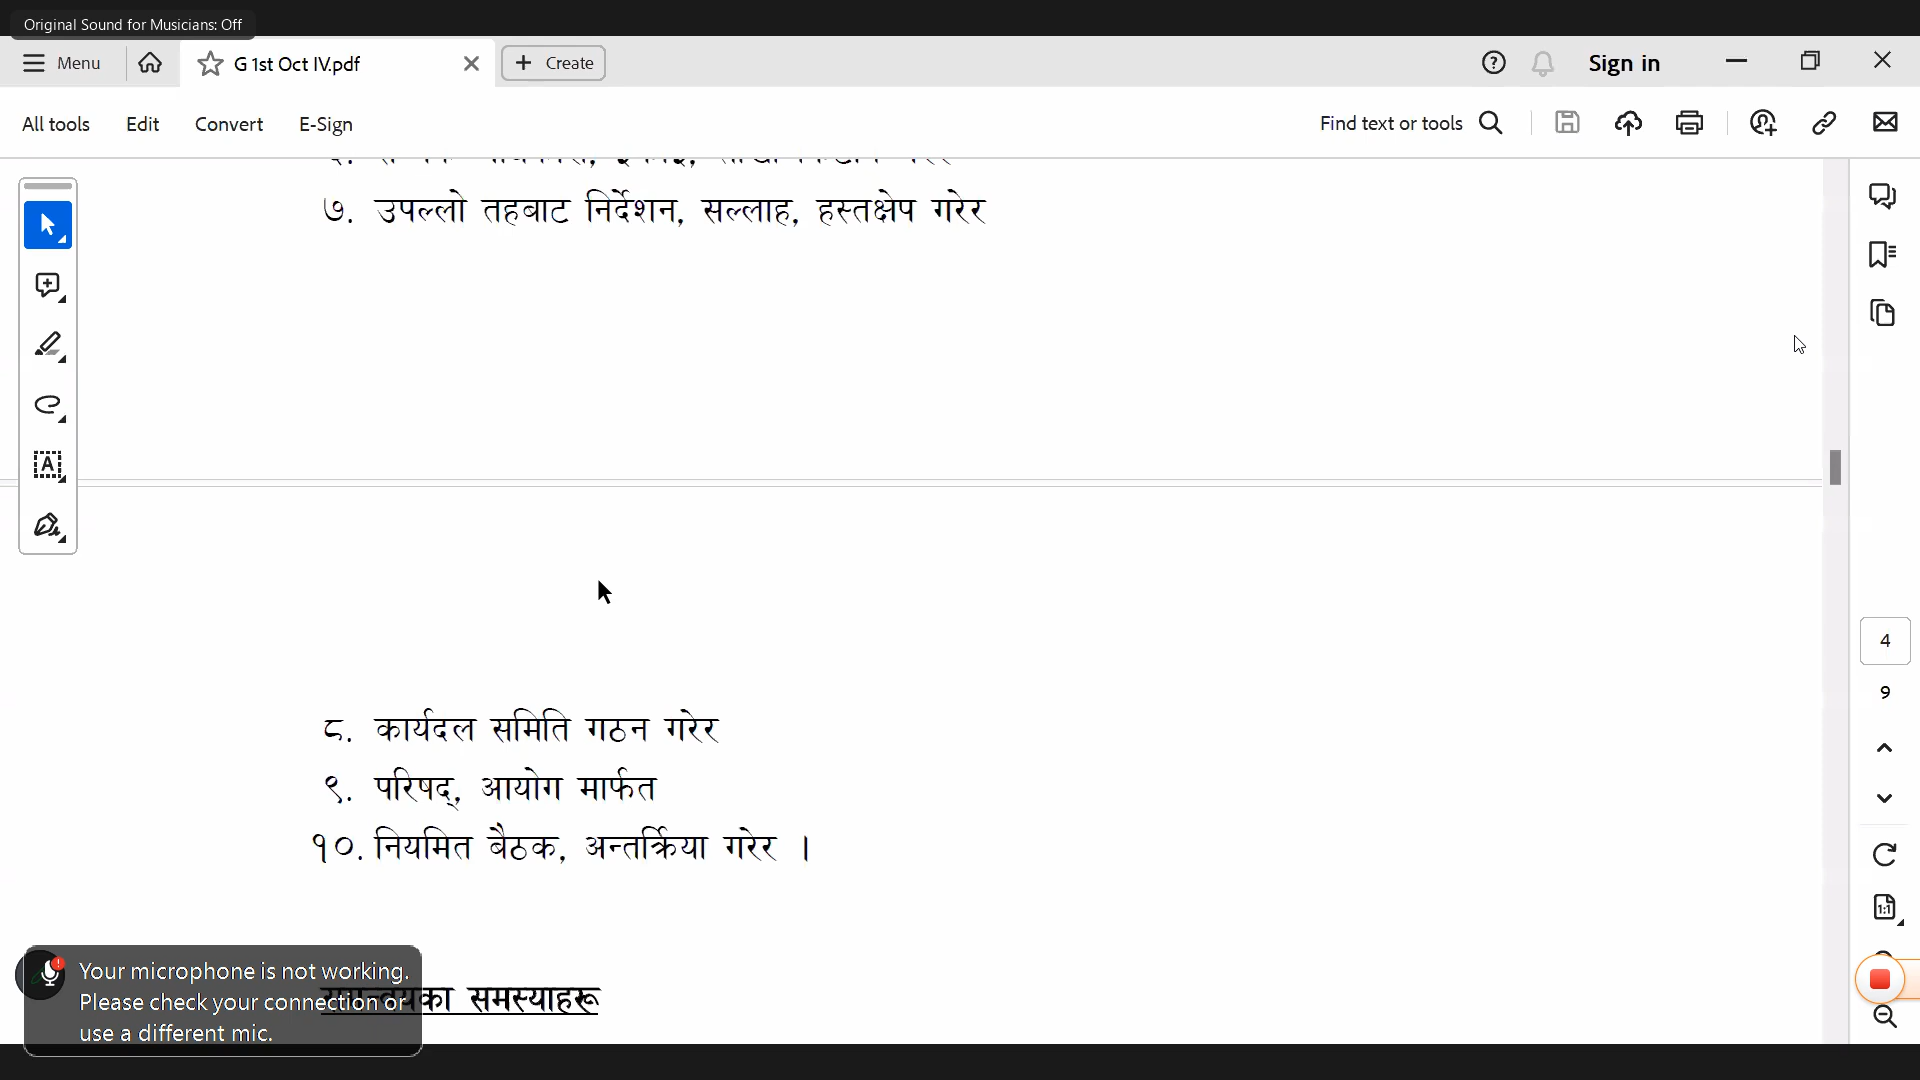 Original Sound for Musicians: Off
Menu
G 1st Oct IV.pdf
Create
Sign in
All tools Edit Convert E-Sign
Find text or tools
७. उपल्लो तहबाट निर्देशन, सल्लाह, हस्तक्षेप गरेर
4
9
८. कार्यदल समिति गठन गरेर
९. परिषद्, आयोग मार्फत
१०. नियमित बैठक, अन्तर्क्रिया गरेर ।
1:1
Your microphone is not working.
Please check your connection or
use a different mic.
समस्याहरू